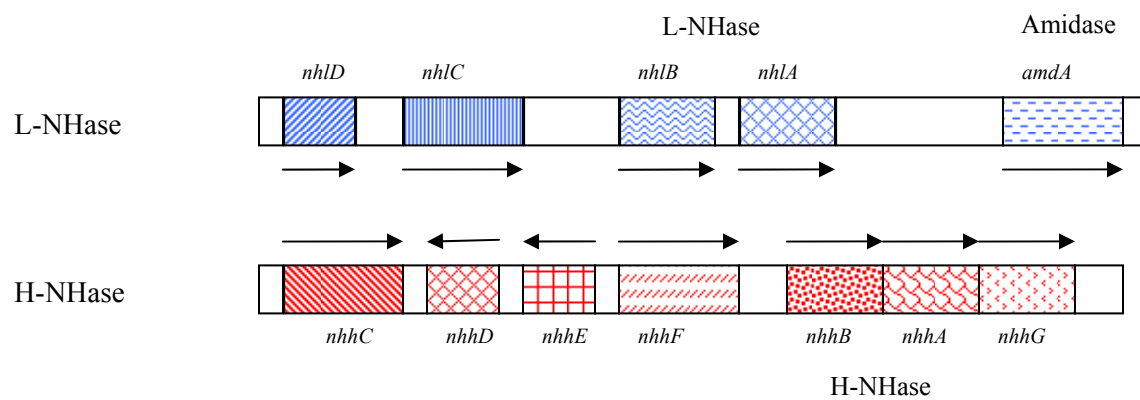 L-NHase Amidase
nhlD nhlC nhlB nhlA amdA
L-NHase
H-NHase
nhhC nhhD nhhE nhhF nhhB nhhA nhhG
H-NHase